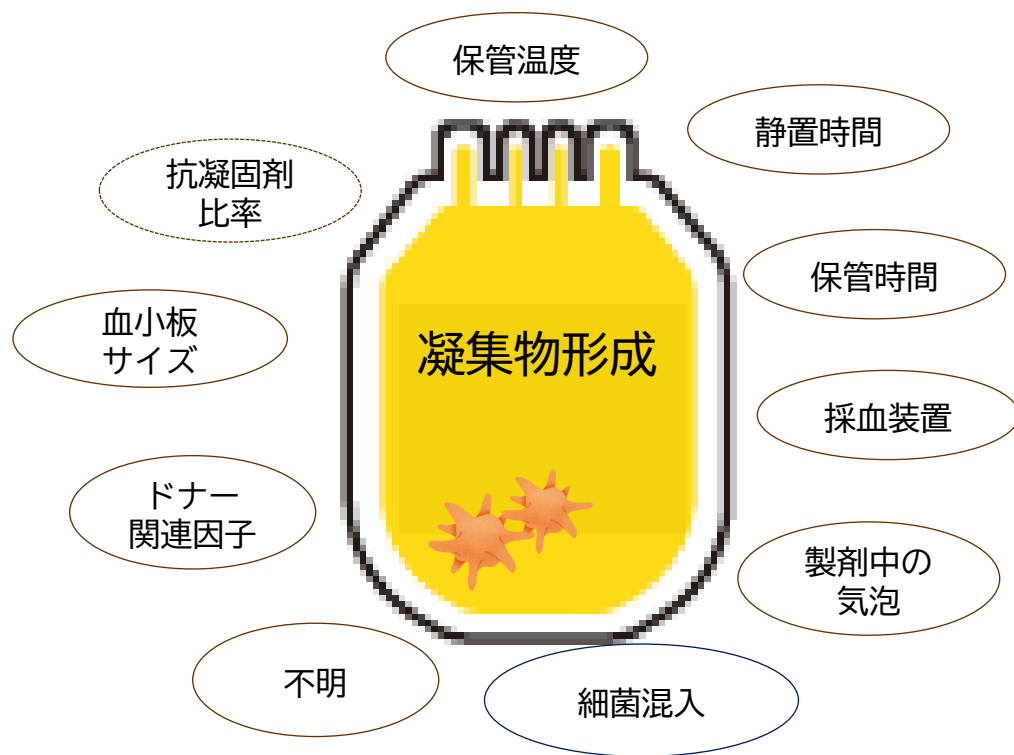 保管温度
静置時間
抗凝固剤
比率
保管時間
血小板
サイズ
凝集物形成
採血装置
ドナー
関連因子
製剤中の
気泡
不明
細菌混入